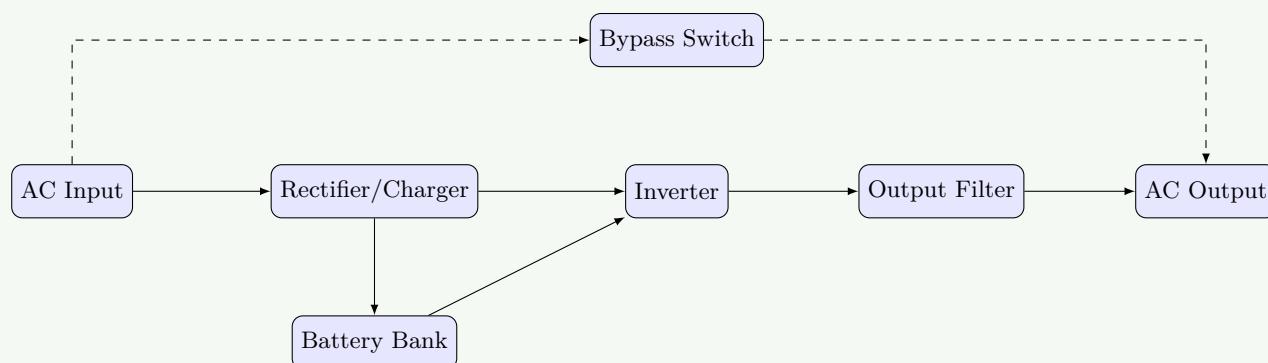 Bypass Switch
AC Input
Rectifier/Charger
Inverter
Output Filter
AC Output
Battery Bank